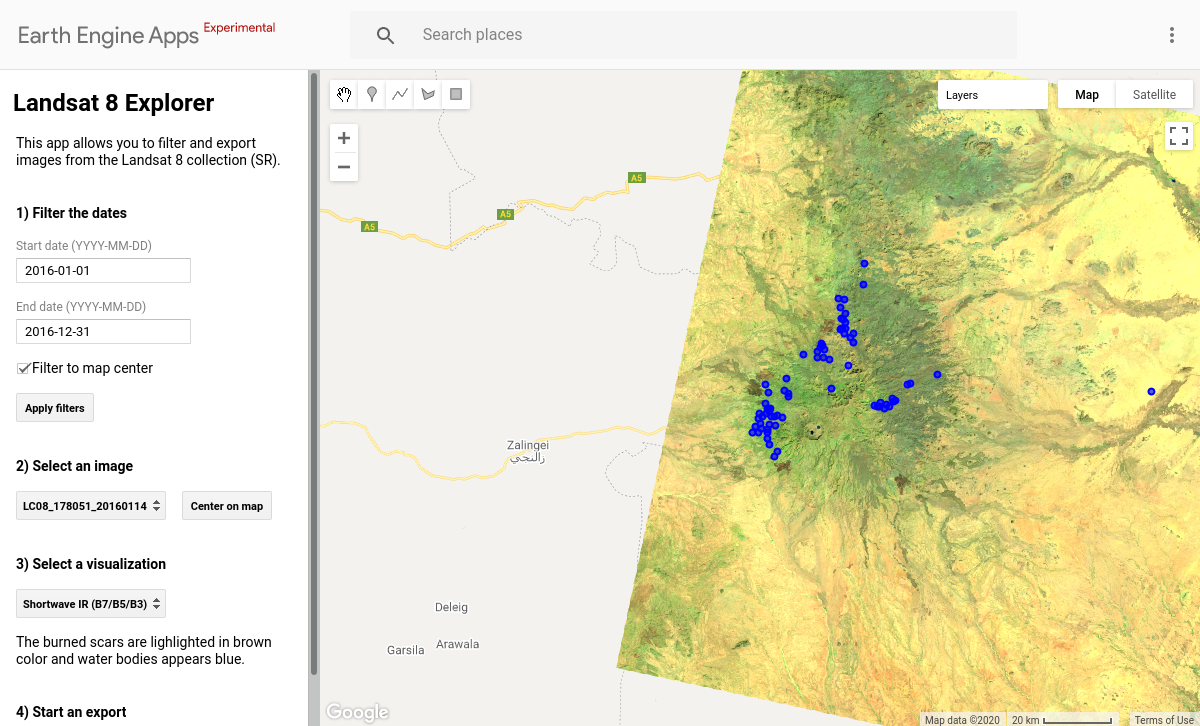 Earth Engine Apps Experimental
Search places
Landsat 8 Explorer
This app allows you to filter and export
images from the Landsat 8 collection (SR).
1) Filter the dates
Start date (YYYY-MM-DD)
2016-01-01
End date (YYYY-MM-DD)
2016-12-31
Filter to map center
Apply filters
2) Select an image
LC08_178051_20160114
Center on map
3) Select a visualization
Shortwave IR (B7/B5/B3)
The burned scars are lighlighted in brown
color and water bodies appears blue.
4) Start an export
Layers
Map
Satellite
A5
A5
A5
Zalingei
زالنجي
Deleig
Garsila
Arawala
Google
Map data ©2020
20 km
Terms of Use